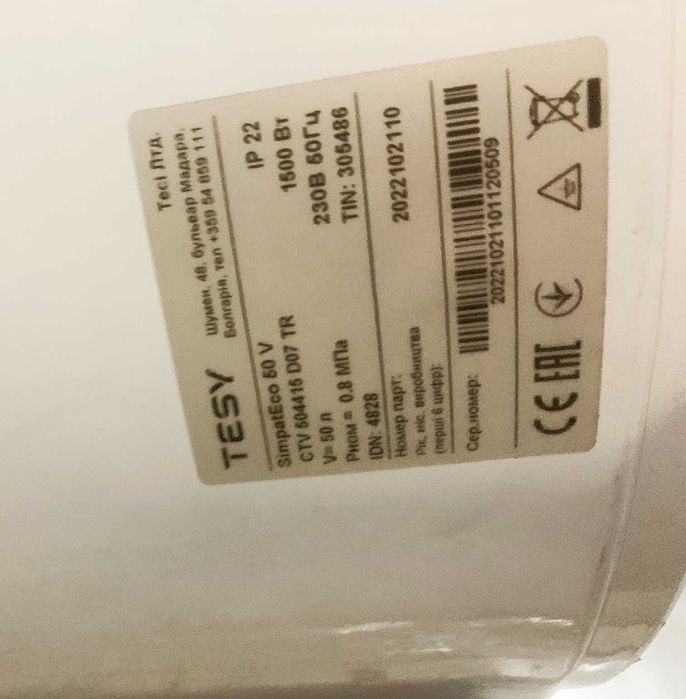 TESY
Тесі Лтд.
Шумен, 48, бульвар Мадара,
Болгарія, тел +359 54 859 111
SimpatEco 50 V IP 22
CTV 504415 D07 TR 1500 Вт
V= 50 л 230В 50Гц
Рном = 0,8 МПа TIN: 305486
IDN: 4828
Номер парт: 2022102110
Рік, міс. виробництва
(перші 6 цифр):
Сер.номер: 20221021101120509
CE EAC